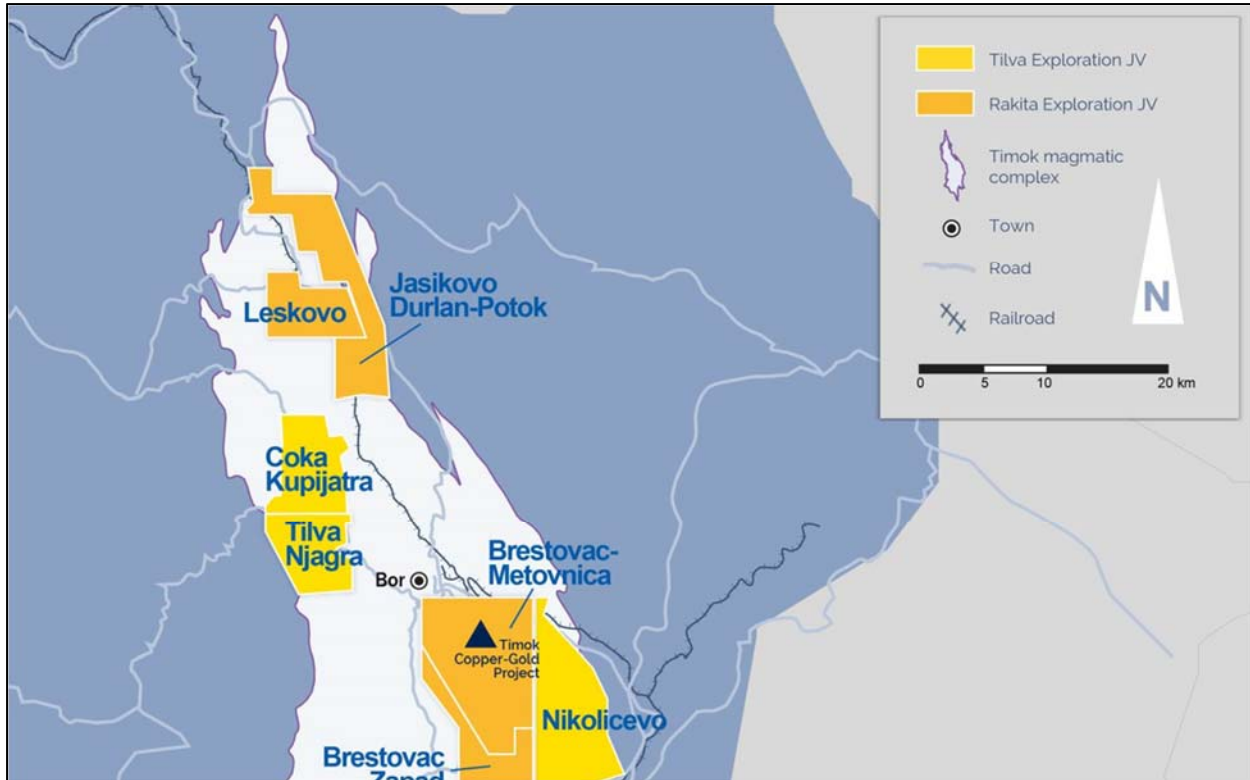 Tilva Exploration JV
Rakita Exploration JV
Timok magmatic
complex
Town
Road
Railroad
N
0 5 10 20 km
Jasikovo
Durlan-Potok
Leskovo
Coka
Kupijatra
Tilva
Njagra
Bor
Brestovac-
Metovnica
Timok
Copper-Gold
Project
Nikolicevo
Brestovac
Zapad